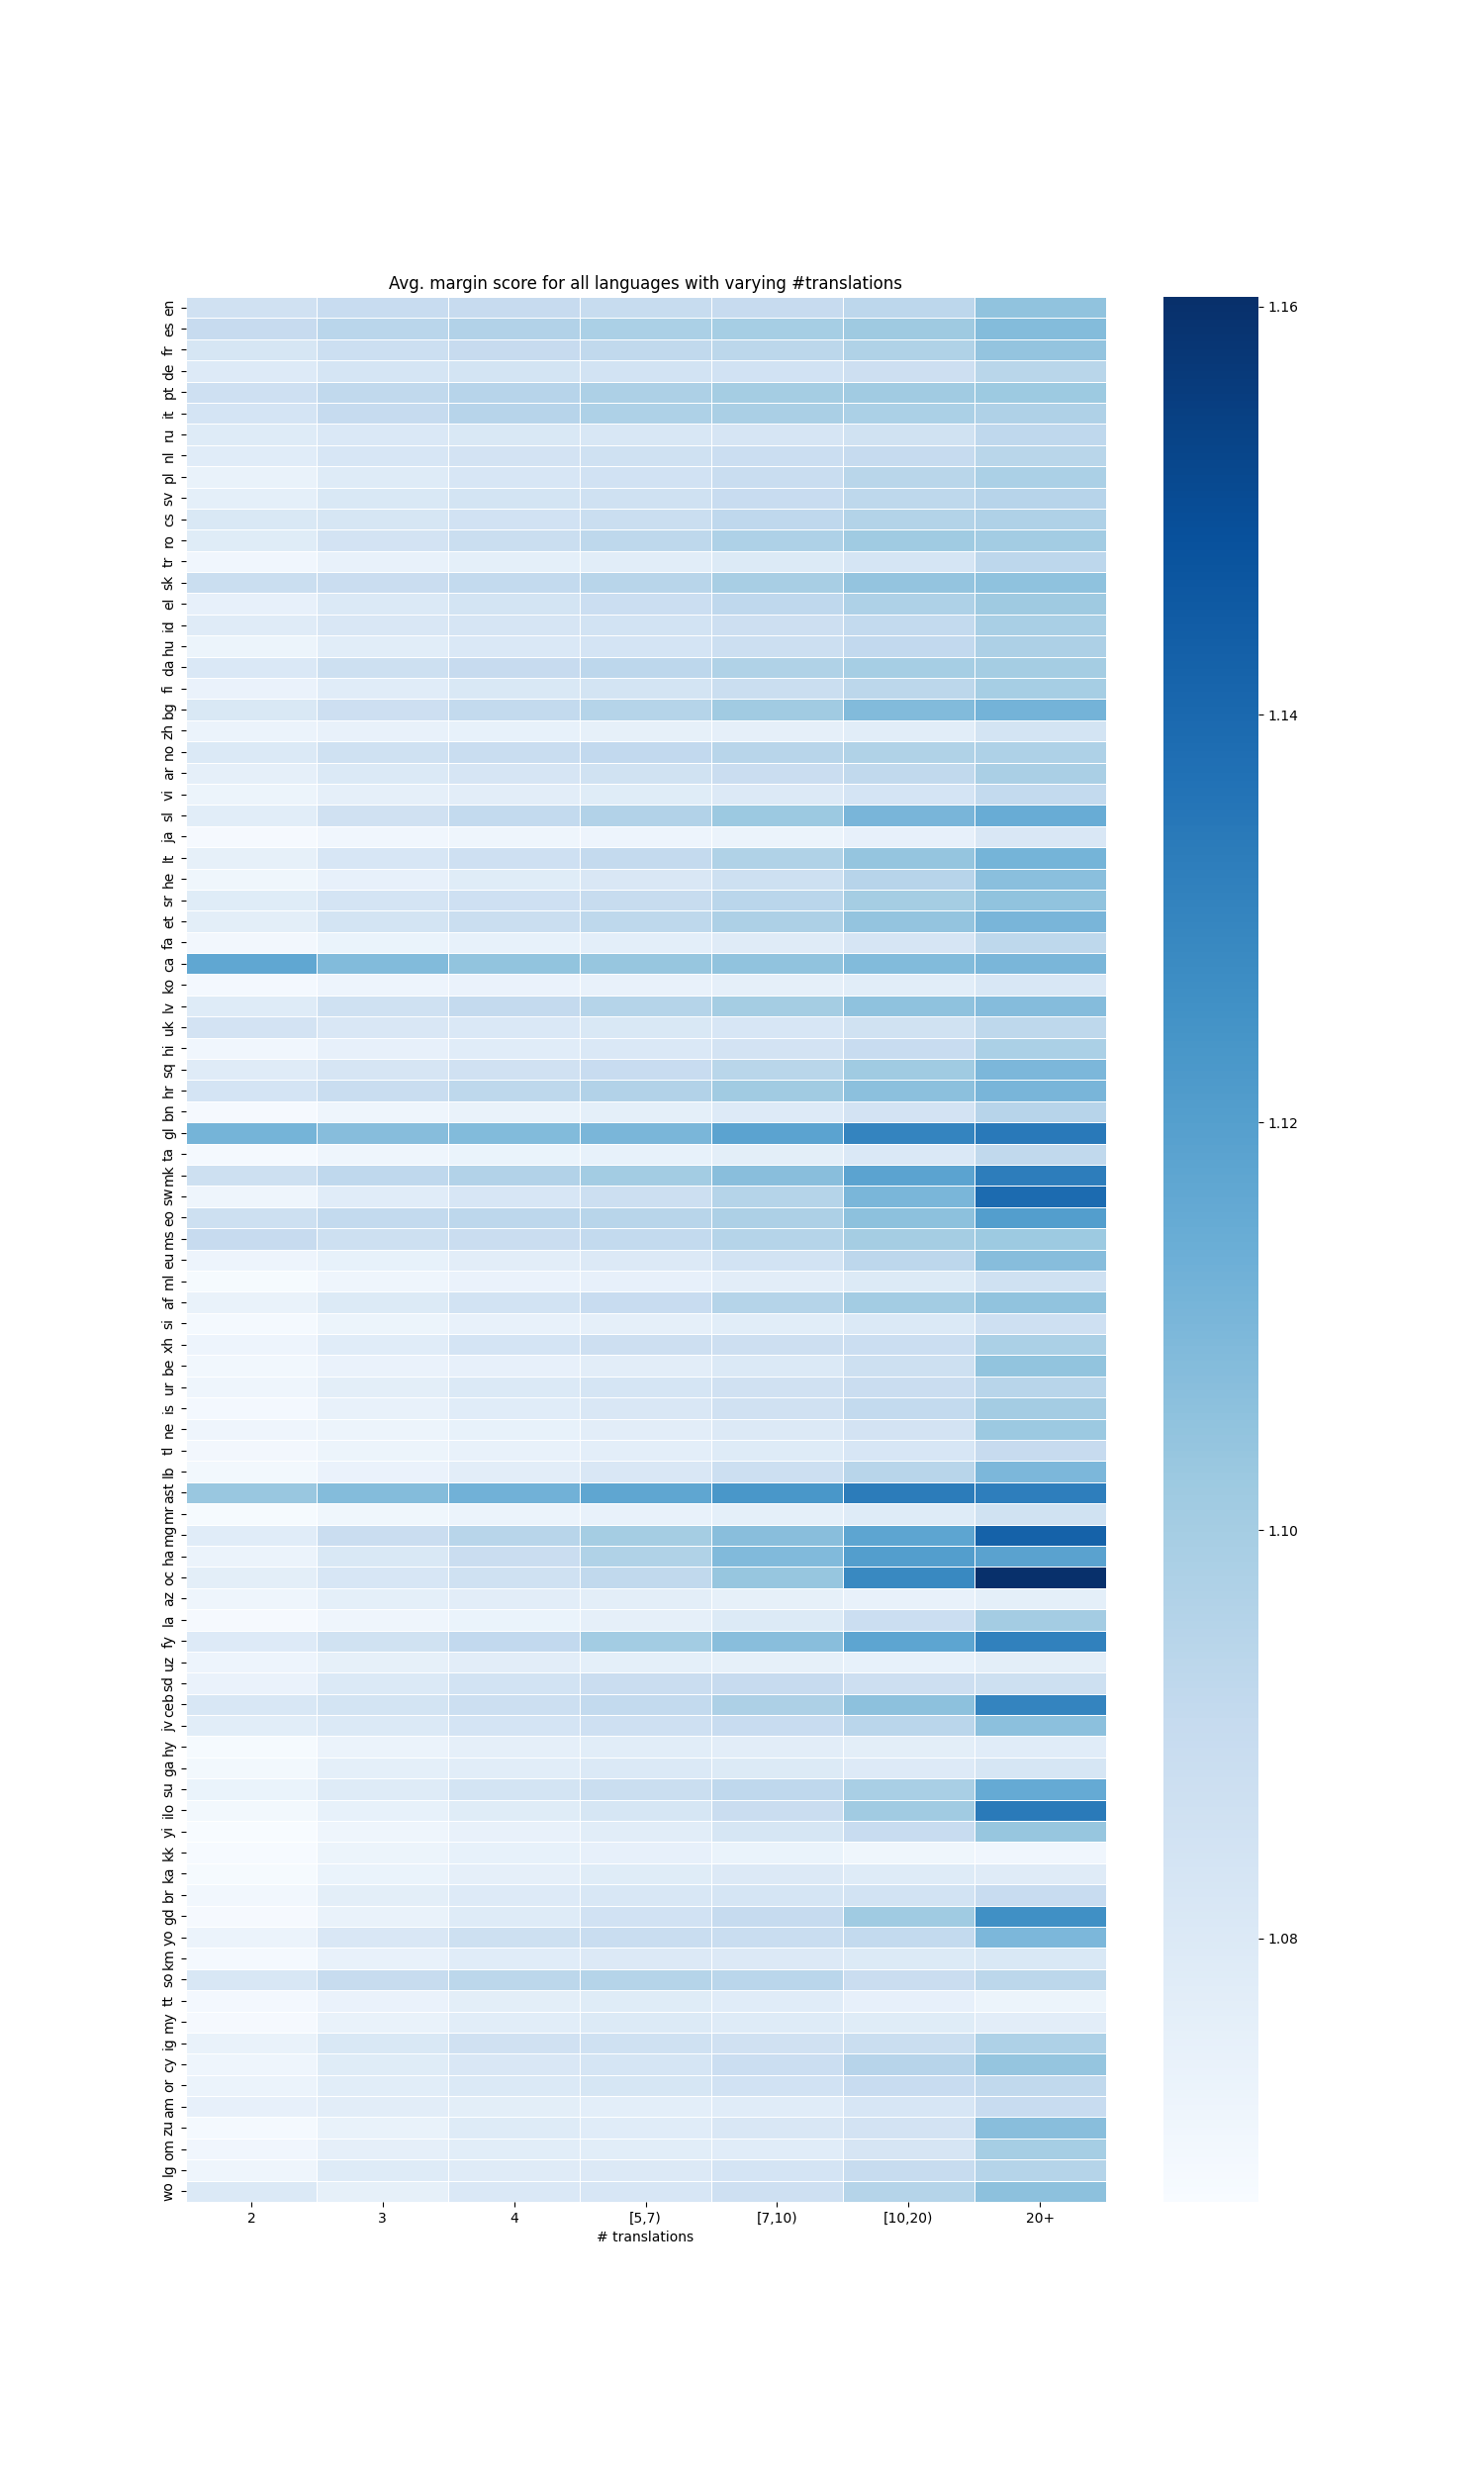 Avg. margin score for all languages with varying #translations
en
es
fr
de
pt
it
ru
nl
pl
sv
cs
ro
tr
sk
el
id
hu
da
fi
bg
zh
no
ar
vi
sl
ja
lt
he
sr
et
fa
ca
ko
lv
uk
hi
sq
hr
bn
gl
ta
mk
sw
eo
ms
eu
ml
af
si
xh
be
ur
is
ne
tl
lb
ast
mr
mg
ha
oc
az
la
fy
uz
sd
ceb
jv
hy
ga
su
ilo
yi
kk
ka
br
gd
yo
km
so
tt
my
ig
cy
or
am
zu
om
lg
wo
2 3 4 [5,7) [7,10) [10,20) 20+
# translations
1.16
1.14
1.12
1.10
1.08